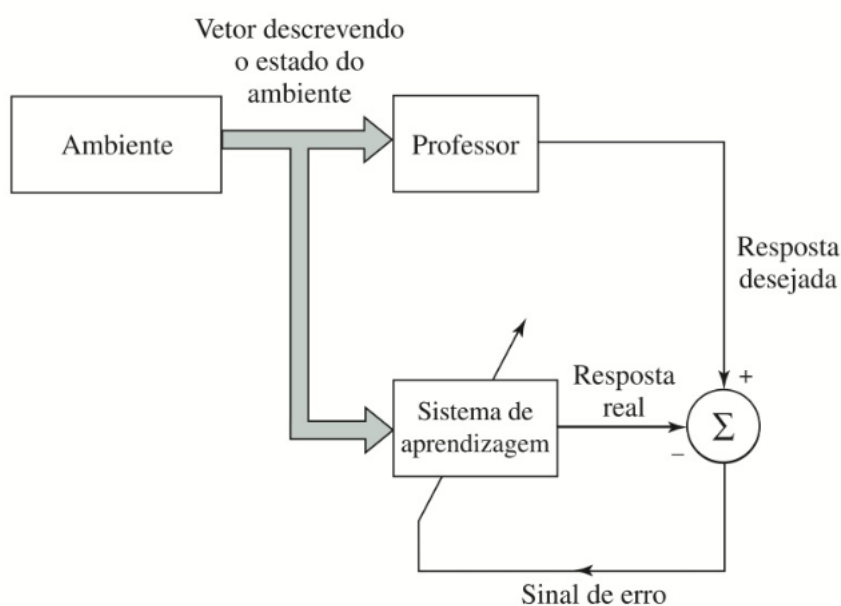 Vetor descrevendo
o estado do
ambiente
Ambiente
Professor
Resposta
desejada
+
Resposta
real
Sistema de
aprendizagem
Σ
–
Sinal de erro